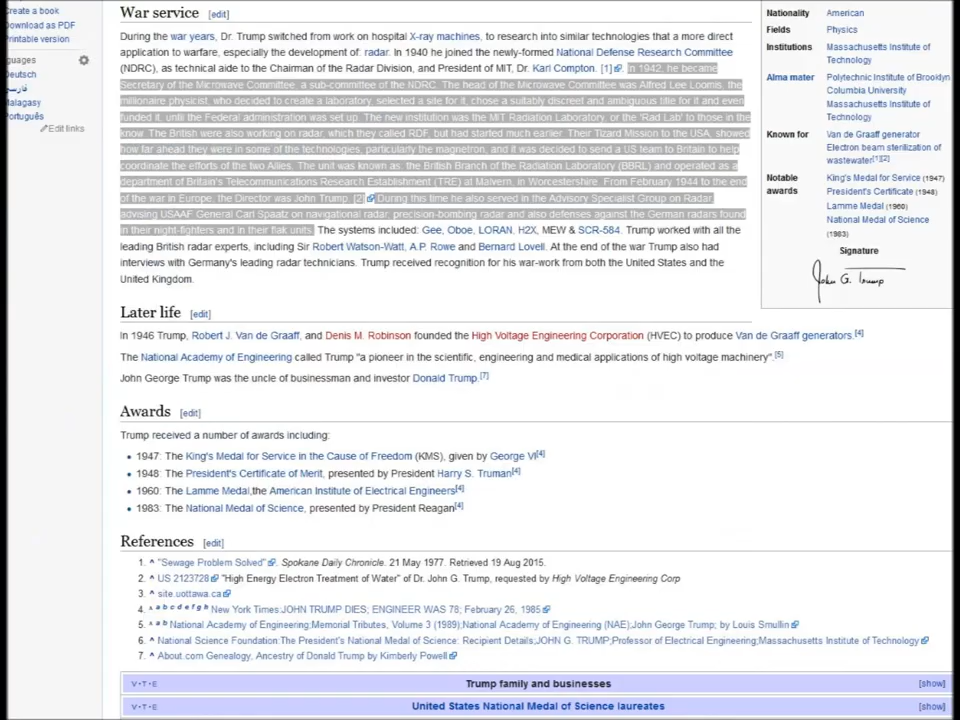 Create a book
Download as PDF
Printable version
Languages
Deutsch
فارسی
Malagasy
Português
Edit links
War service [edit]
During the war years, Dr. Trump switched from work on hospital X-ray machines, to research into similar technologies that a more direct
application to warfare, especially the development of: radar. In 1940 he joined the newly-formed National Defense Research Committee
(NDRC), as technical aide to the Chairman of the Radar Division, and President of MIT, Dr. Karl Compton. [1] In 1942, he became
Secretary of the Microwave Committee, a sub-committee of the NDRC. The head of the Microwave Committee was Alfred Lee Loomis, the
millionaire physicist, who decided to create a laboratory, selected a site for it, chose a suitably discreet and ambiguous title for it and even
funded it, until the Federal administration was set up. The new institution was the MIT Radiation Laboratory, or the 'Rad Lab' to those in the
know. The British were also working on radar, which they called RDF, but had started much earlier. Their Tizard Mission to the USA, showed
how far ahead they were in some of the technologies, particularly the magnetron, and it was decided to send a US team to Britain to help
coordinate the efforts of the two Allies. The unit was known as: the British Branch of the Radiation Laboratory (BBRL) and operated as a
department of Britain's Telecommunications Research Establishment (TRE) at Malvern, in Worcestershire. From February 1944 to the end
of the war in Europe, the Director was John Trump. [2] During this time he also served in the Advisory Specialist Group on Radar,
advising USAAF General Carl Spaatz on navigational radar, precision-bombing radar and also defenses against the German radars found
in their night-fighters and in their flak units. The systems included: Gee, Oboe, LORAN, H2X, MEW & SCR-584. Trump worked with all the
leading British radar experts, including Sir Robert Watson-Watt, A.P. Rowe and Bernard Lovell. At the end of the war Trump also had
interviews with Germany's leading radar technicians. Trump received recognition for his war-work from both the United States and the
United Kingdom.
Later life [edit]
In 1946 Trump, Robert J. Van de Graaff, and Denis M. Robinson founded the High Voltage Engineering Corporation (HVEC) to produce Van de Graaff generators.[4]
The National Academy of Engineering called Trump "a pioneer in the scientific, engineering and medical applications of high voltage machinery".[5]
John George Trump was the uncle of businessman and investor Donald Trump.[7]
Awards [edit]
Trump received a number of awards including:
• 1947: The King's Medal for Service in the Cause of Freedom (KMS), given by George VI[4]
• 1948: The President's Certificate of Merit, presented by President Harry S. Truman[4]
• 1960: The Lamme Medal,the American Institute of Electrical Engineers[4]
• 1983: The National Medal of Science, presented by President Reagan[4]
References [edit]
1. ^ "Sewage Problem Solved". Spokane Daily Chronicle. 21 May 1977. Retrieved 19 Aug 2015.
2. ^ US 2123728 "High Energy Electron Treatment of Water" of Dr. John G. Trump, requested by High Voltage Engineering Corp
3. ^ site.uottawa.ca
4. ^ a b c d e f g h New York Times:JOHN TRUMP DIES; ENGINEER WAS 78; February 26, 1985
5. ^ a b National Academy of Engineering;Memorial Tributes, Volume 3 (1989);National Academy of Engineering (NAE);John George Trump; by Louis Smullin
6. ^ National Science Foundation:The President's National Medal of Science: Recipient Details;JOHN G. TRUMP;Professor of Electrical Engineering;Massachusetts Institute of Technology
7. ^ About.com Genealogy, Ancestry of Donald Trump by Kimberly Powell
V·T·E Trump family and businesses [show]
V·T·E United States National Medal of Science laureates [show]
Nationality American
Fields Physics
Institutions Massachusetts Institute of
Technology
Alma mater Polytechnic Institute of Brooklyn
Columbia University
Massachusetts Institute of
Technology
Known for Van de Graaff generator
Electron beam sterilization of
wastewater[1][2]
Notable King's Medal for Service (1947)
awards President's Certificate (1948)
Lamme Medal (1960)
National Medal of Science
(1983)
Signature
John G. Trump